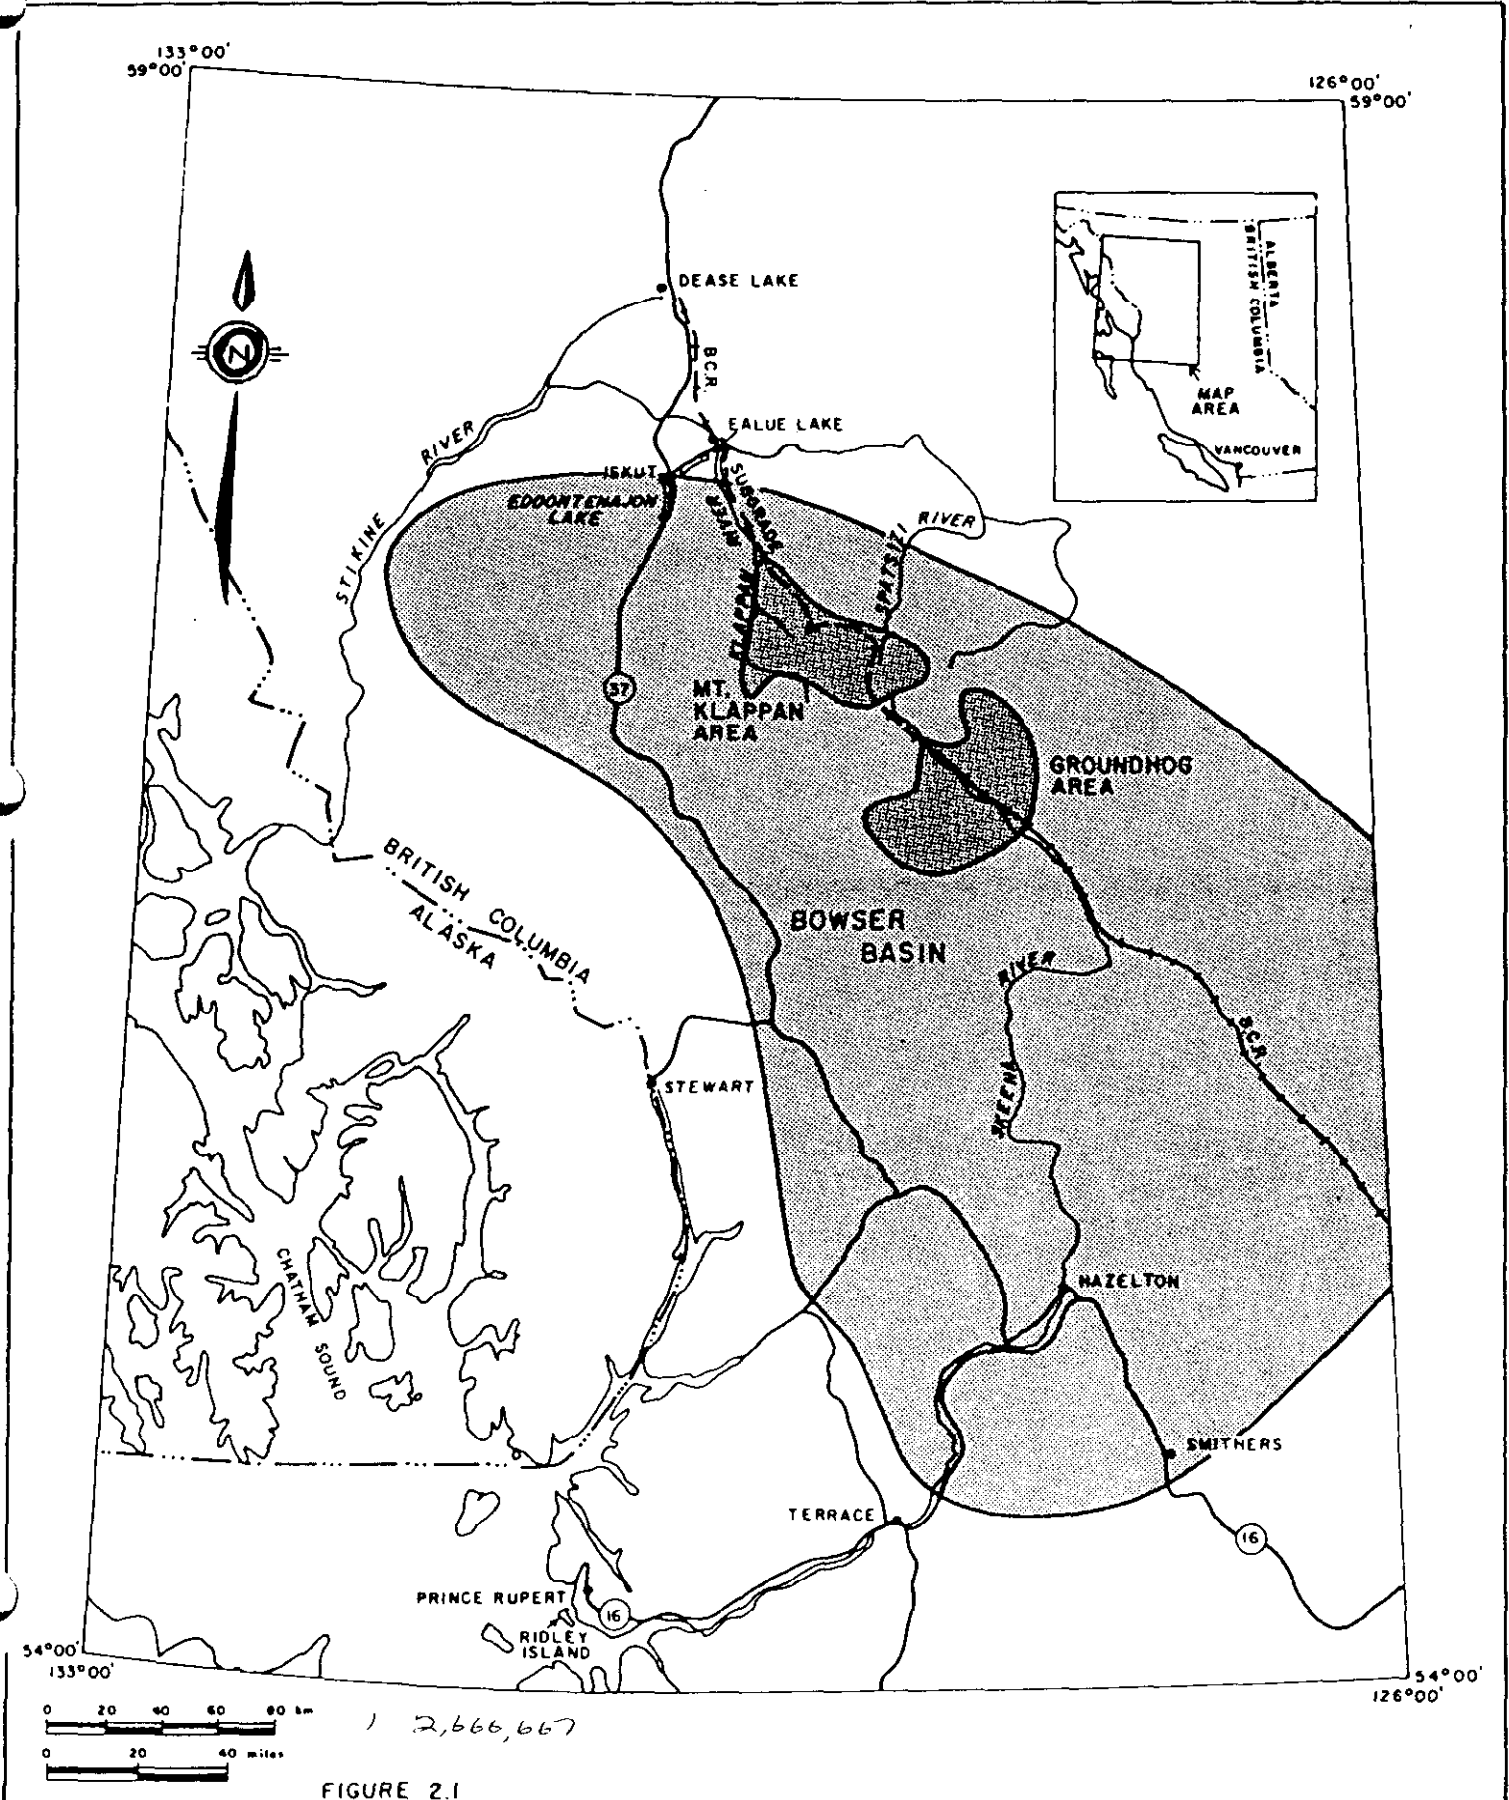 133°00'
59°00'
126°00'
59°00'
DEASE LAKE
B.C.R.
ALBERTA
BRITISH COLUMBIA
MAP
AREA
VANCOUVER
N
EALUE LAKE
STIKINE RIVER
ISKUT
EDDONTENAJON
LAKE
SUBGRADE
KLAPPAN RIVER
SPATSIZI RIVER
37
MT.
KLAPPAN
AREA
GROUNDHOG
AREA
BRITISH COLUMBIA
ALASKA
BOWSER
BASIN
SKEENA RIVER
B.C.R.
STEWART
CHATHAM SOUND
HAZELTON
SMITHERS
TERRACE
16
PRINCE RUPERT
16
RIDLEY
ISLAND
54°00'
133°00'
54°00'
126°00'
0 20 40 60 80 km
1 2,666,667
0 20 40 miles
FIGURE 2.1